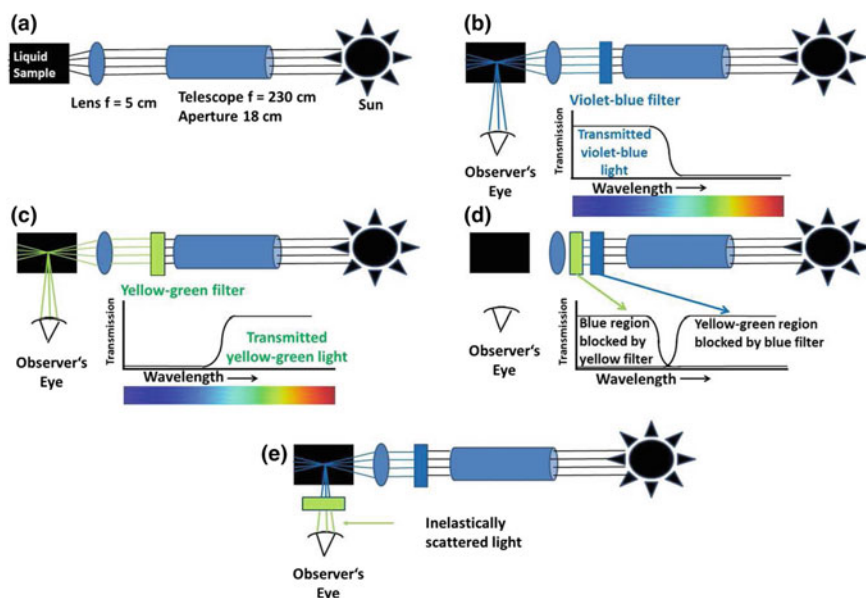 (a)
Liquid
Sample
Lens f = 5 cm
Telescope f = 230 cm
Aperture 18 cm
Sun
(b)
Violet-blue filter
Observer's
Eye
Transmission
Transmitted
violet-blue
light
Wavelength
(c)
Yellow-green filter
Observer's
Eye
Transmission
Transmitted
yellow-green light
Wavelength
(d)
Observer's
Eye
Transmission
Blue region
blocked by
yellow filter
Yellow-green region
blocked by blue filter
Wavelength
(e)
Inelastically
scattered light
Observer's
Eye